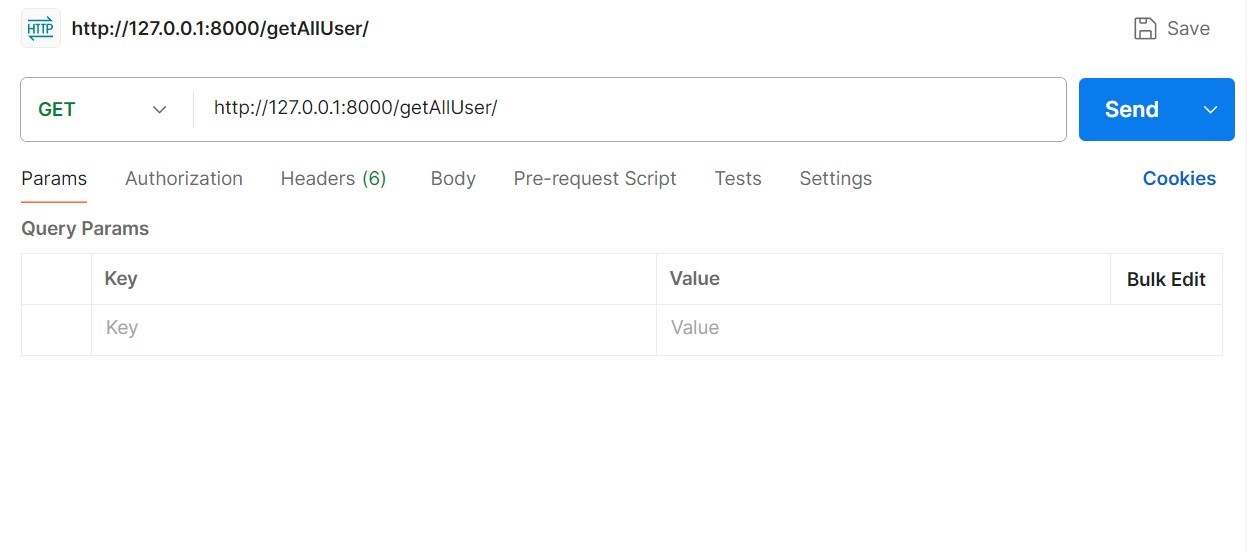 HTTP http://127.0.0.1:8000/getAllUser/ Save
GET http://127.0.0.1:8000/getAllUser/ Send
Params Authorization Headers (6) Body Pre-request Script Tests Settings Cookies
Query Params
Key Value Bulk Edit
Key Value